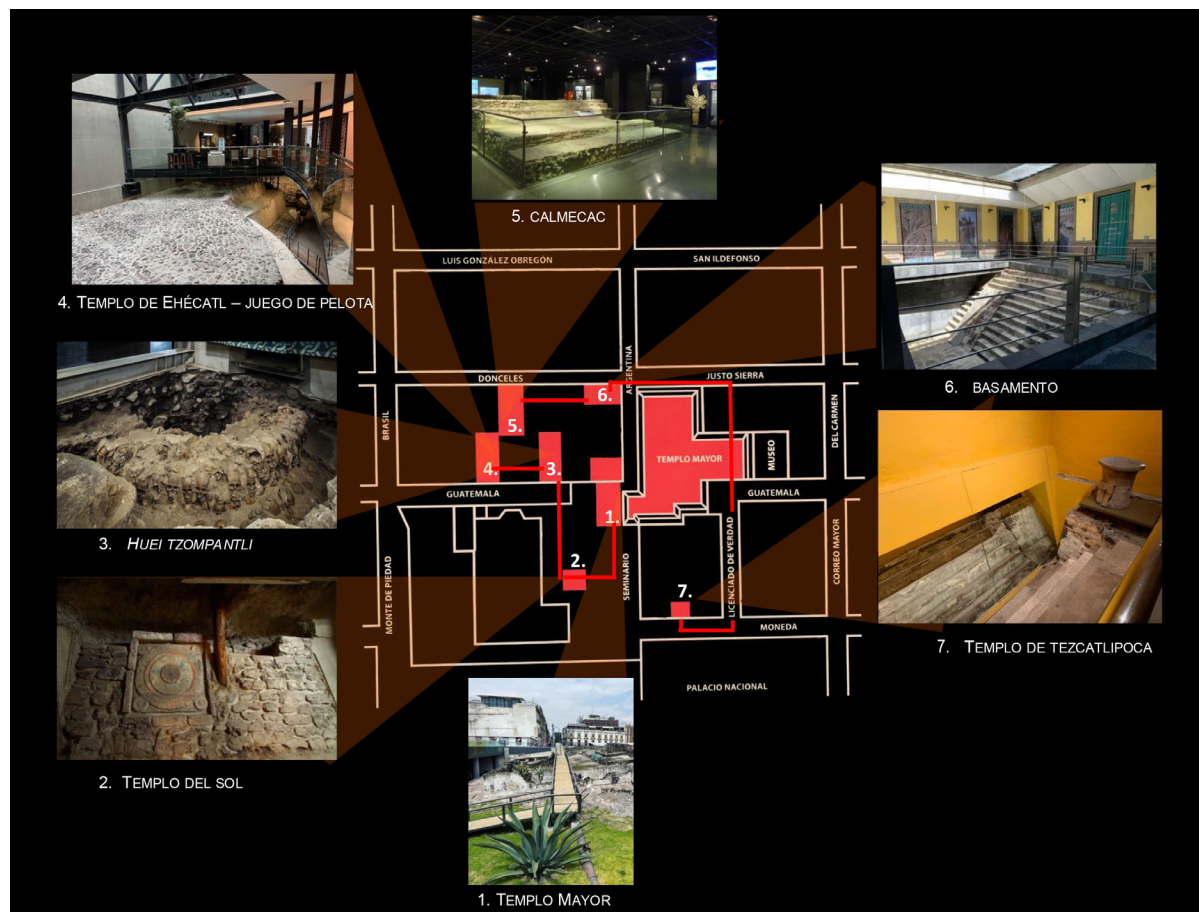 5. CALMECAC
4. TEMPLO DE EHÉCATL – JUEGO DE PELOTA
LUIS GONZÁLEZ OBREGÓN
SAN ILDEFONSO
6. BASAMENTO
DONCELES
ARGENTINA
JUSTO SIERRA
BRASIL
DEL CARMEN
6.
5.
4.
3.
TEMPLO MAYOR
MUSEO
GUATEMALA
GUATEMALA
1.
3. HUEI TZOMPANTLI
2.
7.
MONTE DE PIEDAD
SEMINARIO
LICENCIADO DE VERDAD
CORREO MAYOR
MONEDA
7. TEMPLO DE TEZCATLIPOCA
PALACIO NACIONAL
2. TEMPLO DEL SOL
1. TEMPLO MAYOR